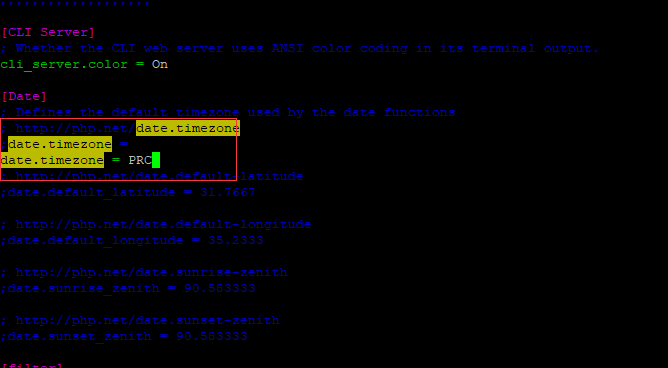 [CLI Server]
; Whether the CLI web server uses ANSI color coding in its terminal output.
cli_server.color = On
[Date]
; Defines the default timezone used by the date functions
; http://php.net/date.timezone
;date.timezone =
date.timezone = PRC
; http://php.net/date.default-latitude
;date.default_latitude = 31.7667
; http://php.net/date.default-longitude
;date.default_longitude = 35.2333
; http://php.net/date.sunrise-zenith
;date.sunrise_zenith = 90.583333
; http://php.net/date.sunset-zenith
;date.sunset_zenith = 90.583333
[filter]